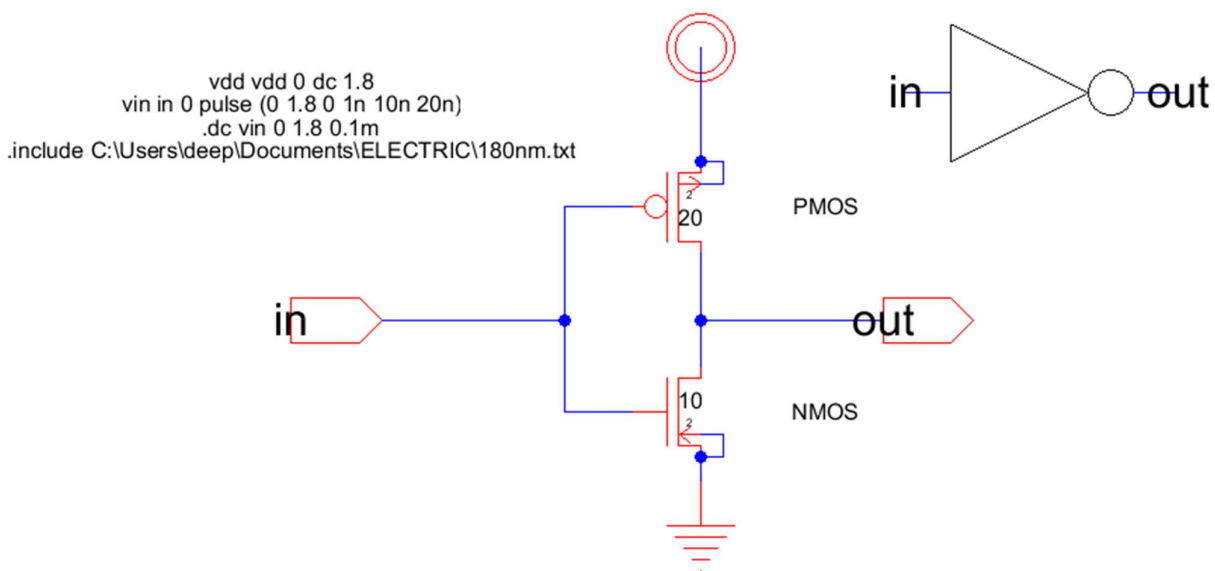 vdd vdd 0 dc 1.8
vin in 0 pulse (0 1.8 0 1n 10n 20n)
.dc vin 0 1.8 0.1m
.include C:\Users\deep\Documents\ELECTRIC\180nm.txt
in out
2
20
PMOS
in
out
10
2
NMOS